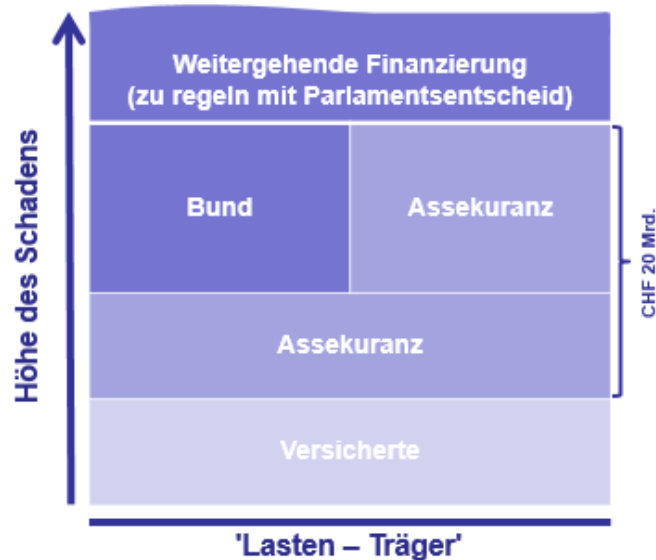 Weitergehende Finanzierung
(zu regeln mit Parlamentsentscheid)
Höhe des Schadens
Bund
Assekuranz
CHF 20 Mrd.
Assekuranz
Versicherte
'Lasten – Träger'